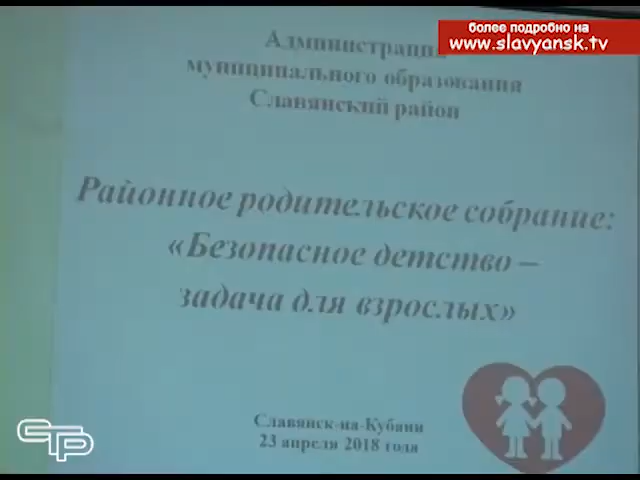 более подробно на
www.slavyansk.tv
Администрация
муниципального образования
Славянский район
Районное родительское собрание:
«Безопасное детство –
задача для взрослых»
Славянск-на-Кубани
23 апреля 2018 года
СТР